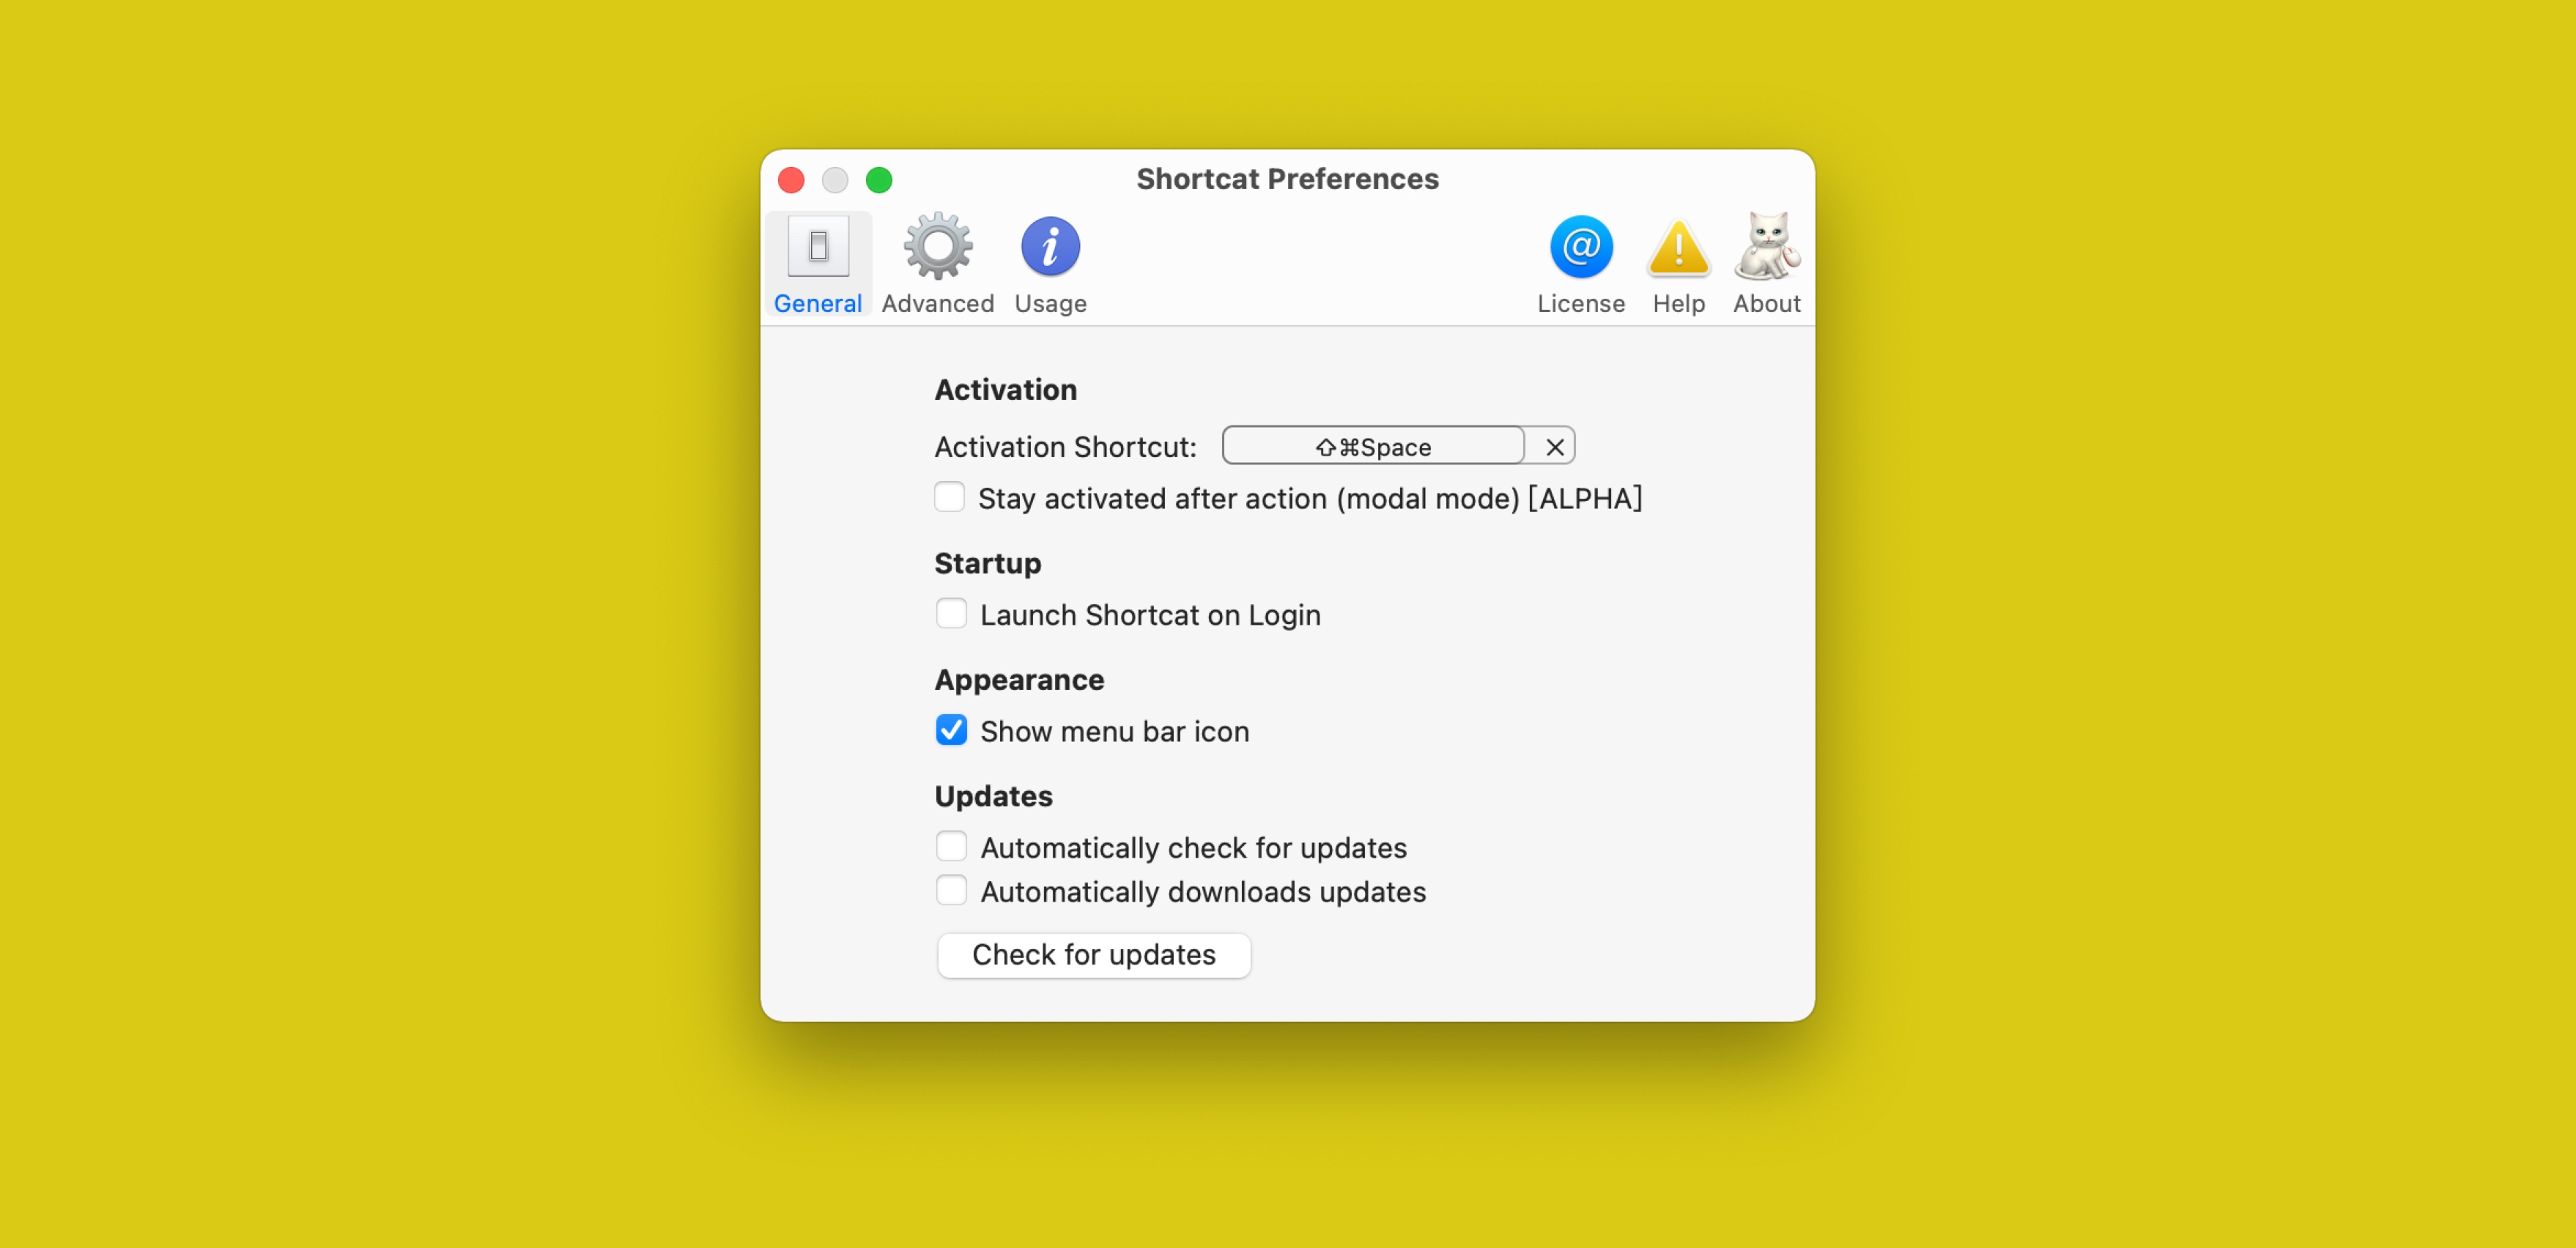 Shortcat Preferences
General Advanced Usage License Help About
Activation
Activation Shortcut: ⇧⌘Space
Stay activated after action (modal mode) [ALPHA]
Startup
Launch Shortcat on Login
Appearance
Show menu bar icon
Updates
Automatically check for updates
Automatically downloads updates
Check for updates